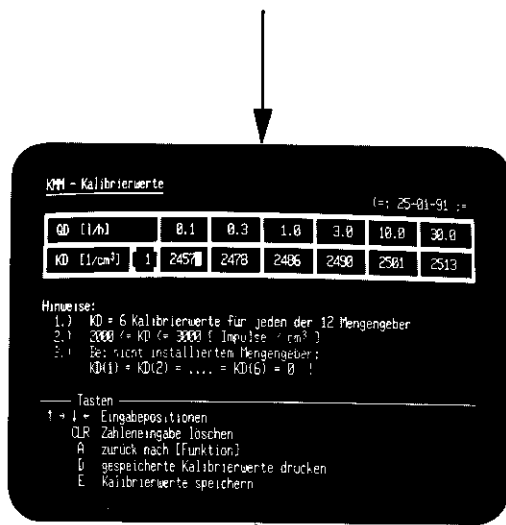 KMM - Kalibrierwerte
(=: 25-01-91 :=
QD [l/h] 0.1 0.3 1.0 3.0 10.0 30.0
KD [1/cm³] 1 2457 2478 2486 2490 2501 2513
Hinweise:
1.) KD = 6 Kalibrierwerte für jeden der 12 Mengengeber
2.) 2000 <= KD <= 3000 [ Impulse / cm³ ]
3.) Bei nicht installiertem Mengengeber:
KD(1) = KD(2) = .... = KD(6) = 0 !
Tasten
↑ → ↓ ← Eingabepositionen
CLR Zahleneingabe löschen
A zurück nach [Funktion]
D gespeicherte Kalibrierwerte drucken
E Kalibrierwerte speichern